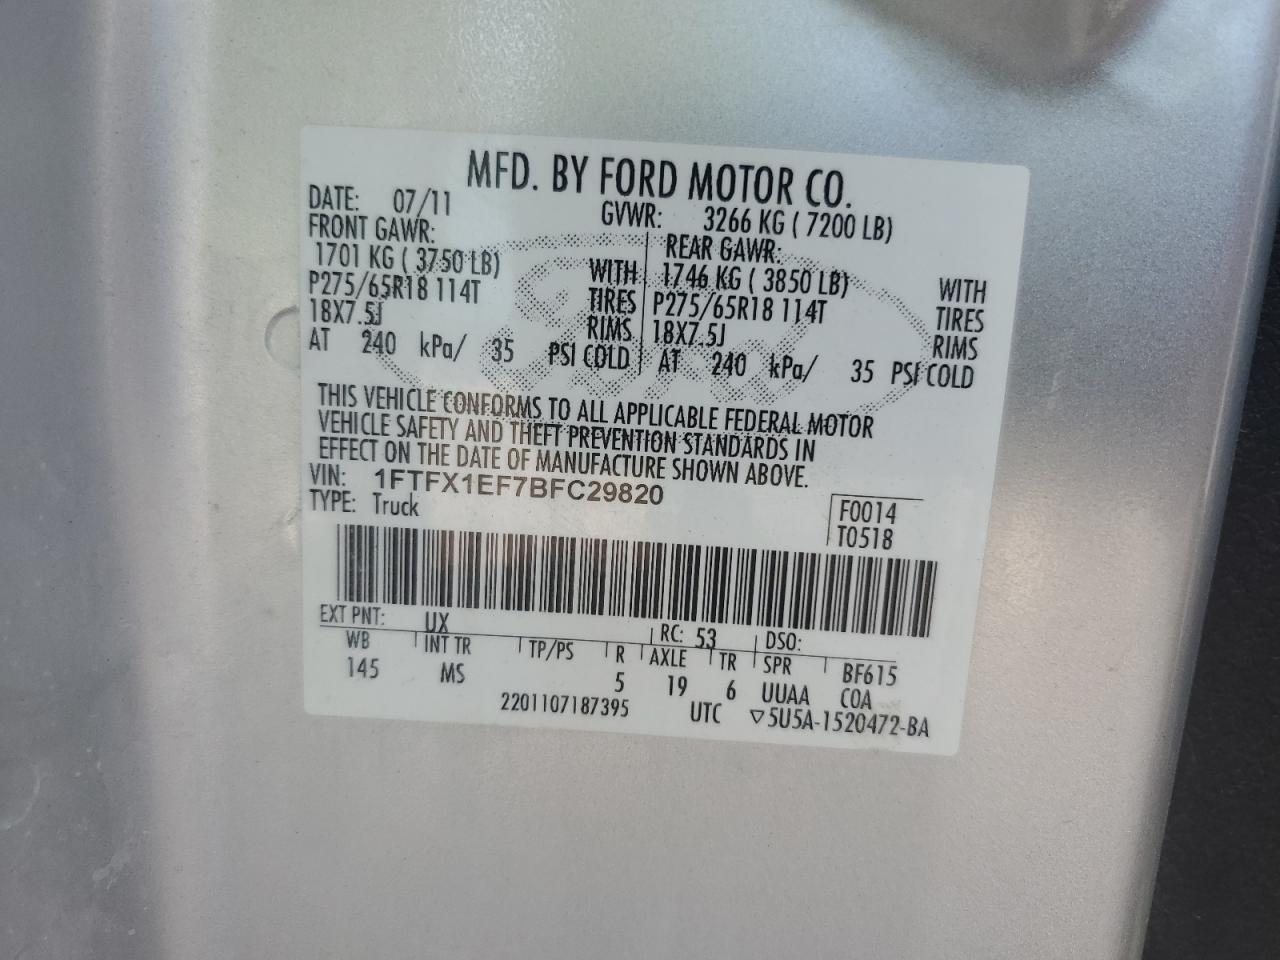 MFD. BY FORD MOTOR CO.
DATE: 07/11 GVWR: 3266 KG ( 7200 LB)
FRONT GAWR: REAR GAWR:
1701 KG ( 3750 LB) WITH 1746 KG ( 3850 LB) WITH
P275/65R18 114T TIRES P275/65R18 114T TIRES
18X7.5J RIMS 18X7.5J RIMS
AT 240 kPa/ 35 PSI COLD AT 240 kPa/ 35 PSI COLD
THIS VEHICLE CONFORMS TO ALL APPLICABLE FEDERAL MOTOR
VEHICLE SAFETY AND THEFT PREVENTION STANDARDS IN
EFFECT ON THE DATE OF MANUFACTURE SHOWN ABOVE.
VIN: 1FTFX1EF7BFC29820
TYPE: Truck
F0014
T0518
EXT PNT: UX RC: 53 DSO:
WB INT TR TP/PS R AXLE TR SPR BF615
145 MS 5 19 6 UUAA COA
2201107187395 UTC ▽5U5A-1520472-BA